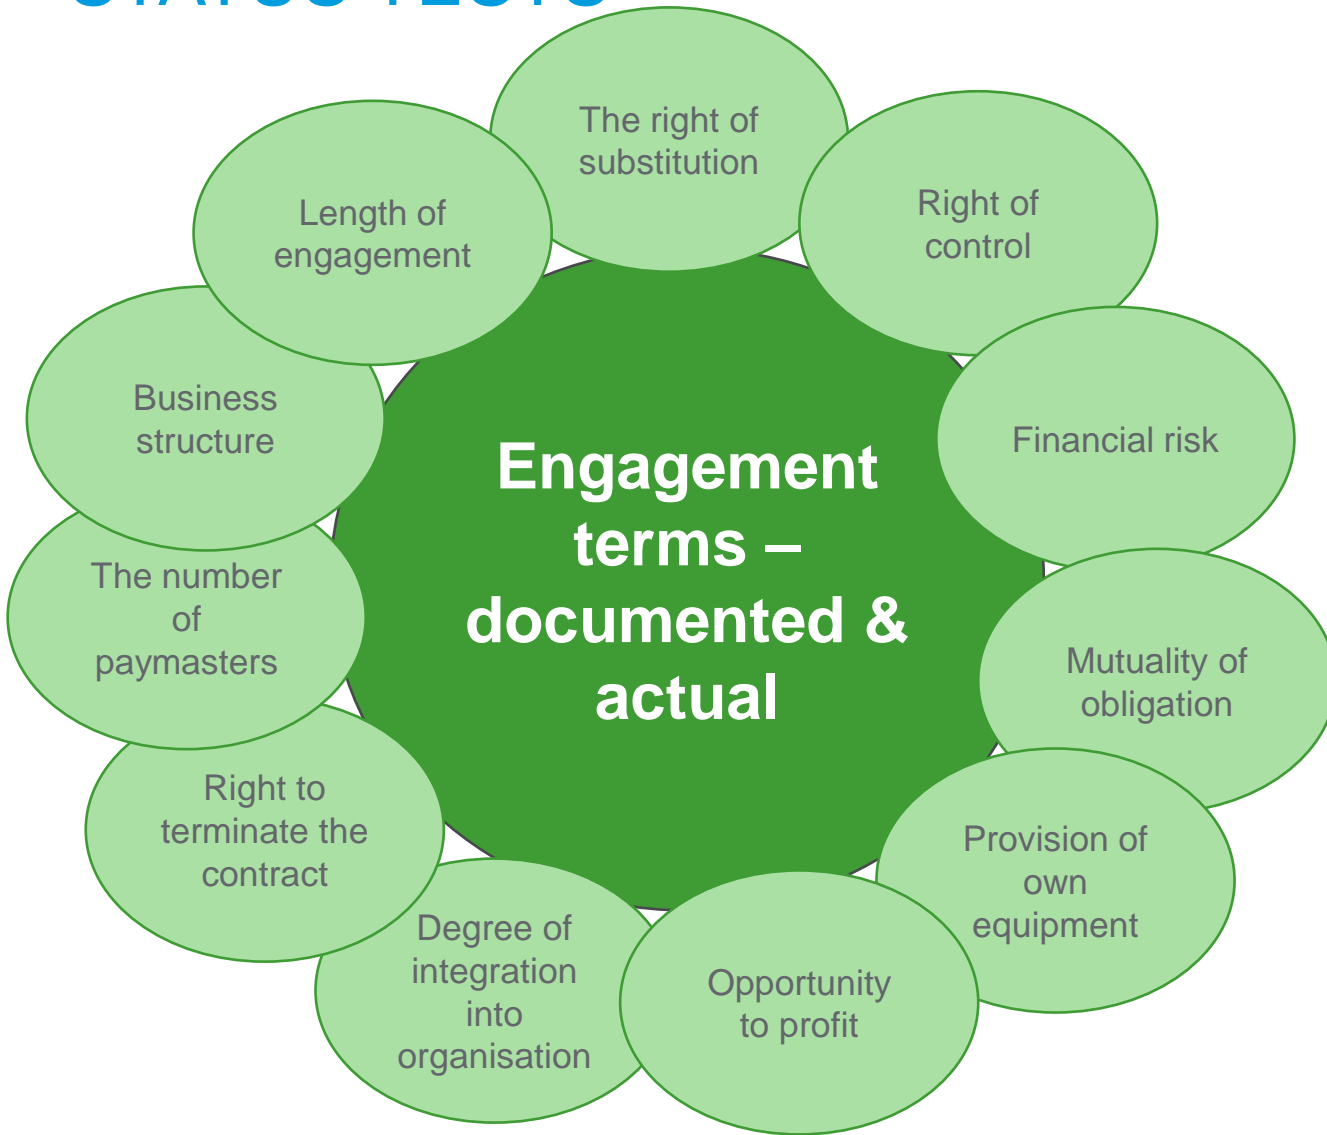 STATUS TESTS
The right of
substitution
Right of
control
Financial risk
Mutuality of
obligation
Provision of
own
equipment
Opportunity
to profit
Degree of
integration
into
organisation
Right to
terminate the
contract
The number
of
paymasters
Business
structure
Length of
engagement
Engagement
terms –
documented &
actual